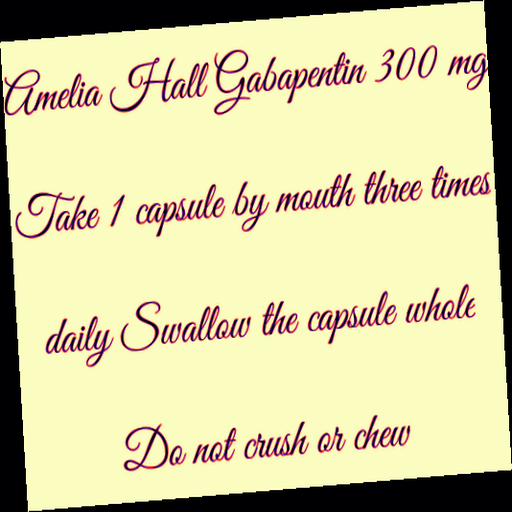 Amelia Hall Gabapentin 300 mg
Take 1 capsule by mouth three times
daily Swallow the capsule whole
Do not crush or chew